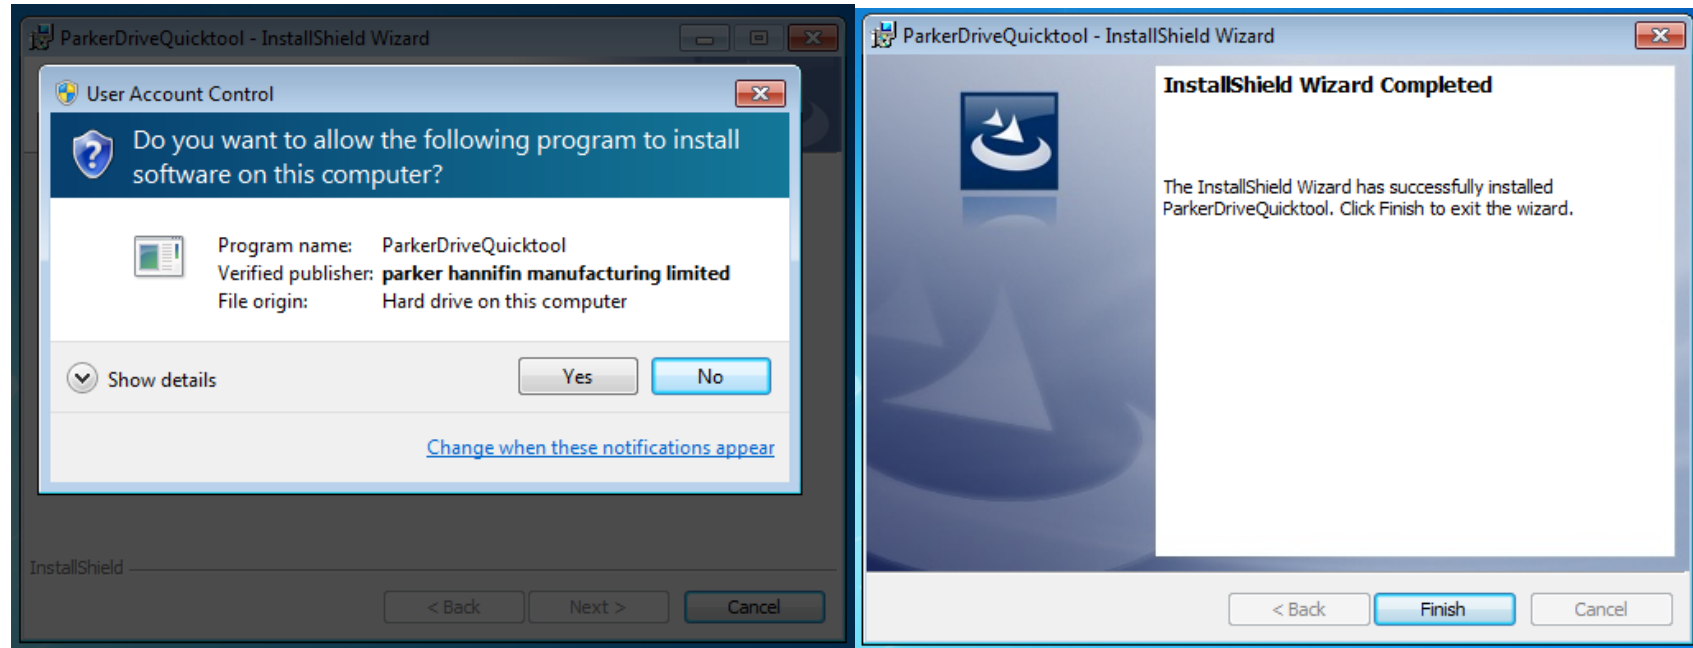 ParkerDriveQuicktool - InstallShield Wizard
User Account Control
Do you want to allow the following program to install
software on this computer?
Program name: ParkerDriveQuicktool
Verified publisher: parker hannifin manufacturing limited
File origin: Hard drive on this computer
Show details
Yes
No
Change when these notifications appear
InstallShield
< Back
Next >
Cancel
ParkerDriveQuicktool - InstallShield Wizard
InstallShield Wizard Completed
The InstallShield Wizard has successfully installed
ParkerDriveQuicktool. Click Finish to exit the wizard.
< Back
Finish
Cancel